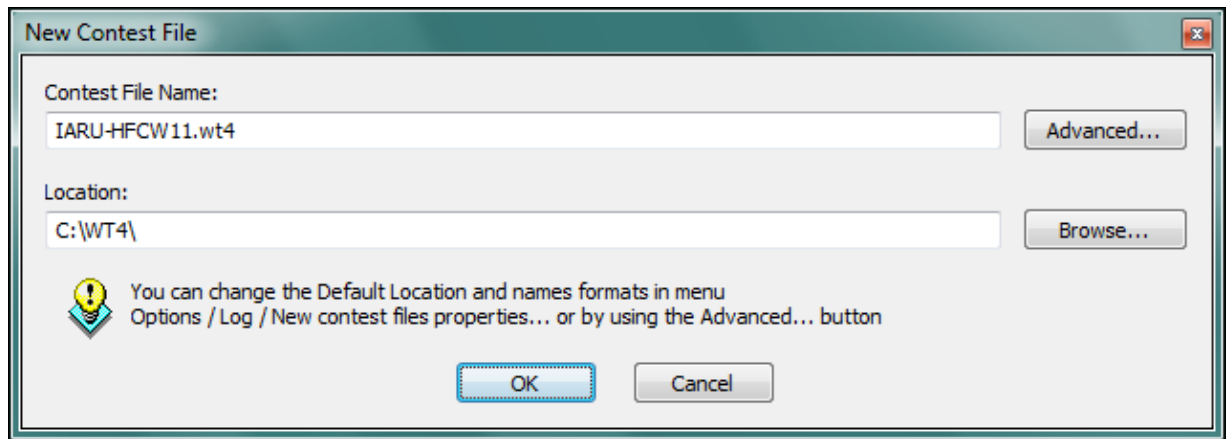 New Contest File
Contest File Name:
IARU-HFCW11.wt4
Advanced...
Location:
C:\WT4\
Browse...
You can change the Default Location and names formats in menu
Options / Log / New contest files properties... or by using the Advanced... button
OK
Cancel